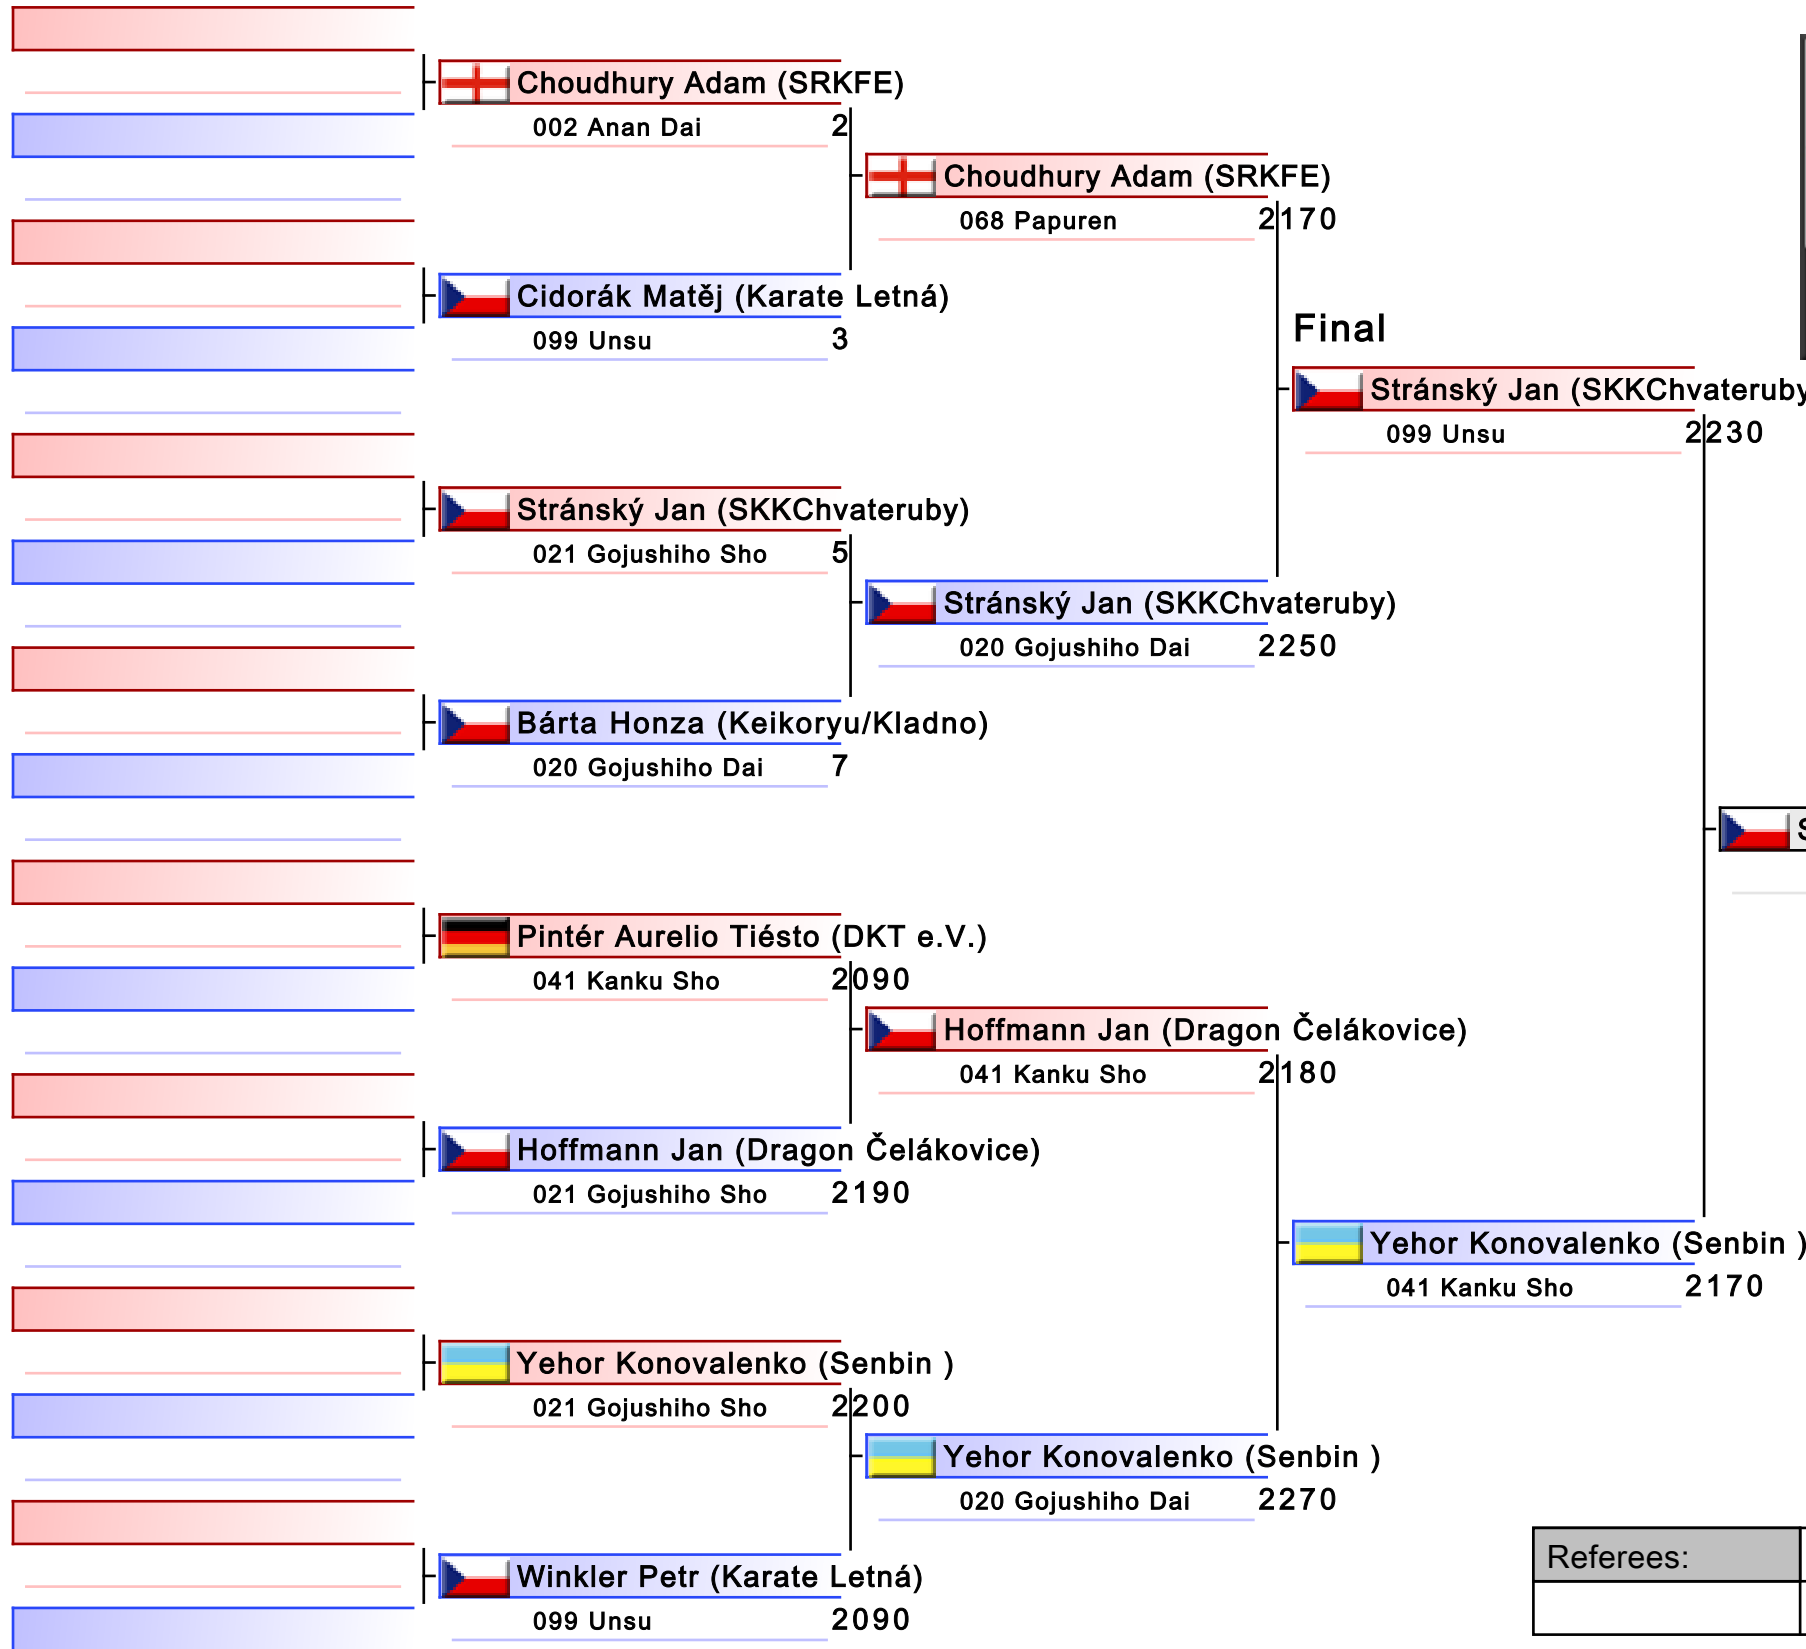 Choudhury Adam (SRKFE)
002 Anan Dai 2
Choudhury Adam (SRKFE)
068 Papuren 2170
Cidorák Matěj (Karate Letná)
099 Unsu 3
Final
Stránský Jan (SKKChvateruby
099 Unsu 2230
Stránský Jan (SKKChvateruby)
021 Gojushiho Sho 5
Stránský Jan (SKKChvateruby)
020 Gojushiho Dai 2250
Bárta Honza (Keikoryu/Kladno)
020 Gojushiho Dai 7
Pintér Aurelio Tiésto (DKT e.V.)
041 Kanku Sho 2090
Hoffmann Jan (Dragon Čelákovice)
041 Kanku Sho 2180
Hoffmann Jan (Dragon Čelákovice)
021 Gojushiho Sho 2190
Yehor Konovalenko (Senbin )
041 Kanku Sho 2170
Yehor Konovalenko (Senbin )
021 Gojushiho Sho 2200
Yehor Konovalenko (Senbin )
020 Gojushiho Dai 2270
Winkler Petr (Karate Letná)
099 Unsu 2090
Referees: